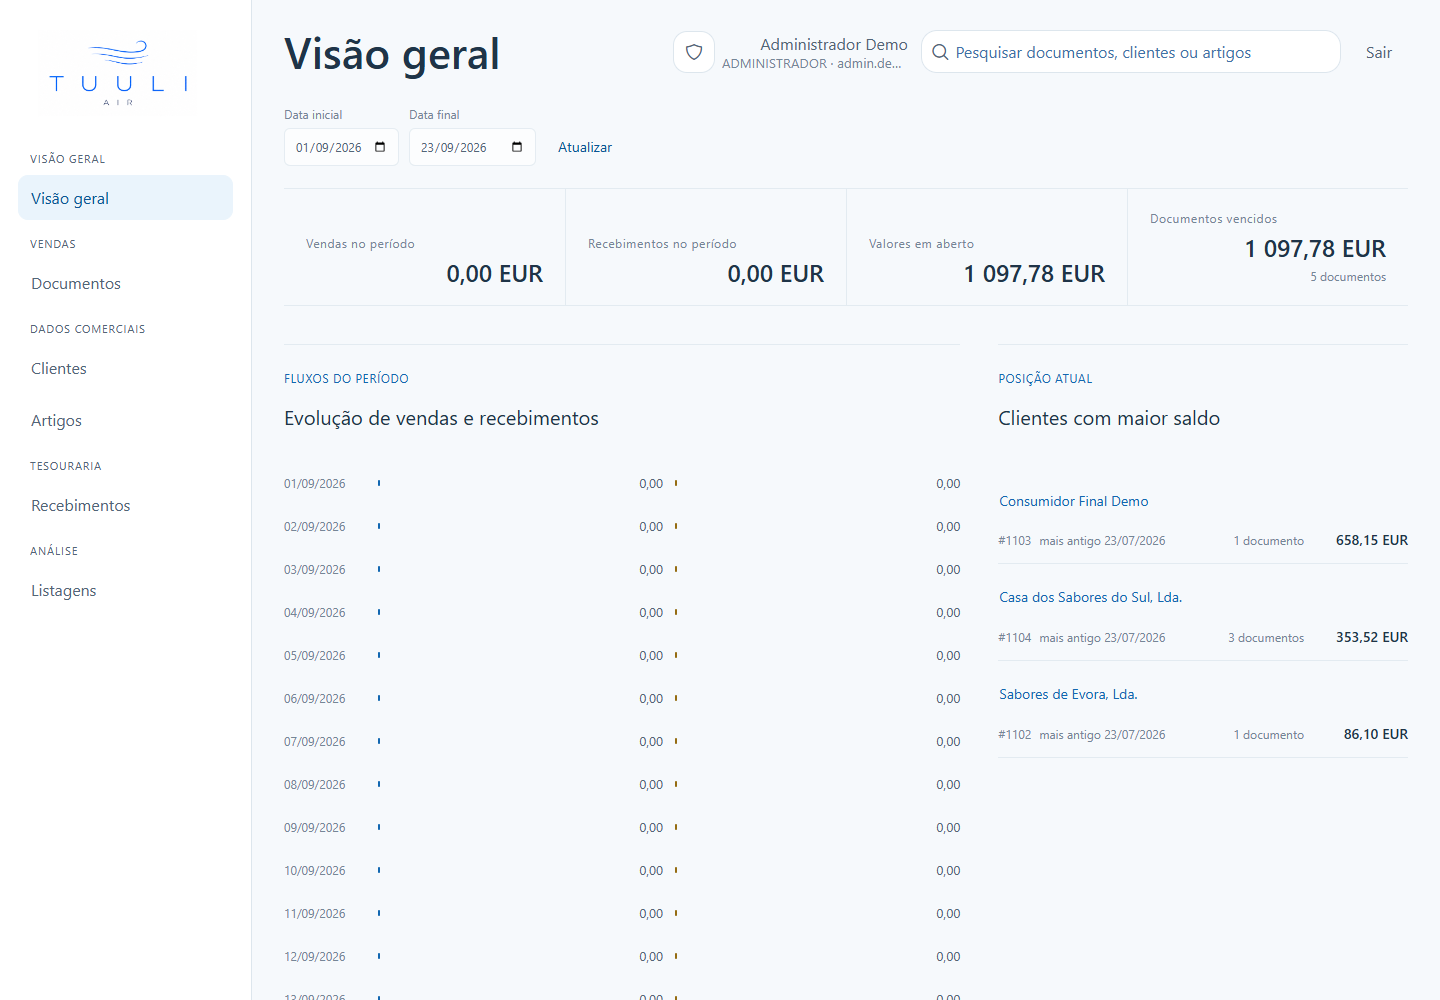 TUULI
AIR
VISÃO GERAL
Visão geral
VENDAS
Documentos
DADOS COMERCIAIS
Clientes
Artigos
TESOURARIA
Recebimentos
ANÁLISE
Listagens
Visão geral
Administrador Demo
ADMINISTRADOR · admin.de...
Pesquisar documentos, clientes ou artigos
Sair
Data inicial
Data final
01/09/2026
23/09/2026
Atualizar
Vendas no período
0,00 EUR
Recebimentos no período
0,00 EUR
Valores em aberto
1 097,78 EUR
Documentos vencidos
1 097,78 EUR
5 documentos
FLUXOS DO PERÍODO
Evolução de vendas e recebimentos
01/09/2026 0,00 0,00
02/09/2026 0,00 0,00
03/09/2026 0,00 0,00
04/09/2026 0,00 0,00
05/09/2026 0,00 0,00
06/09/2026 0,00 0,00
07/09/2026 0,00 0,00
08/09/2026 0,00 0,00
09/09/2026 0,00 0,00
10/09/2026 0,00 0,00
11/09/2026 0,00 0,00
12/09/2026 0,00 0,00
13/09/2026 0,00 0,00
POSIÇÃO ATUAL
Clientes com maior saldo
Consumidor Final Demo
#1103 mais antigo 23/07/2026 1 documento 658,15 EUR
Casa dos Sabores do Sul, Lda.
#1104 mais antigo 23/07/2026 3 documentos 353,52 EUR
Sabores de Evora, Lda.
#1102 mais antigo 23/07/2026 1 documento 86,10 EUR